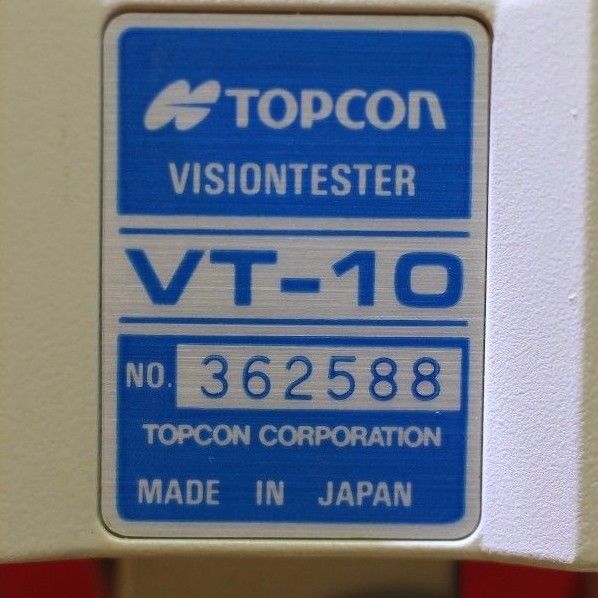 TOPCON
VISIONTESTER
VT-10
NO. 362588
TOPCON CORPORATION
MADE IN JAPAN